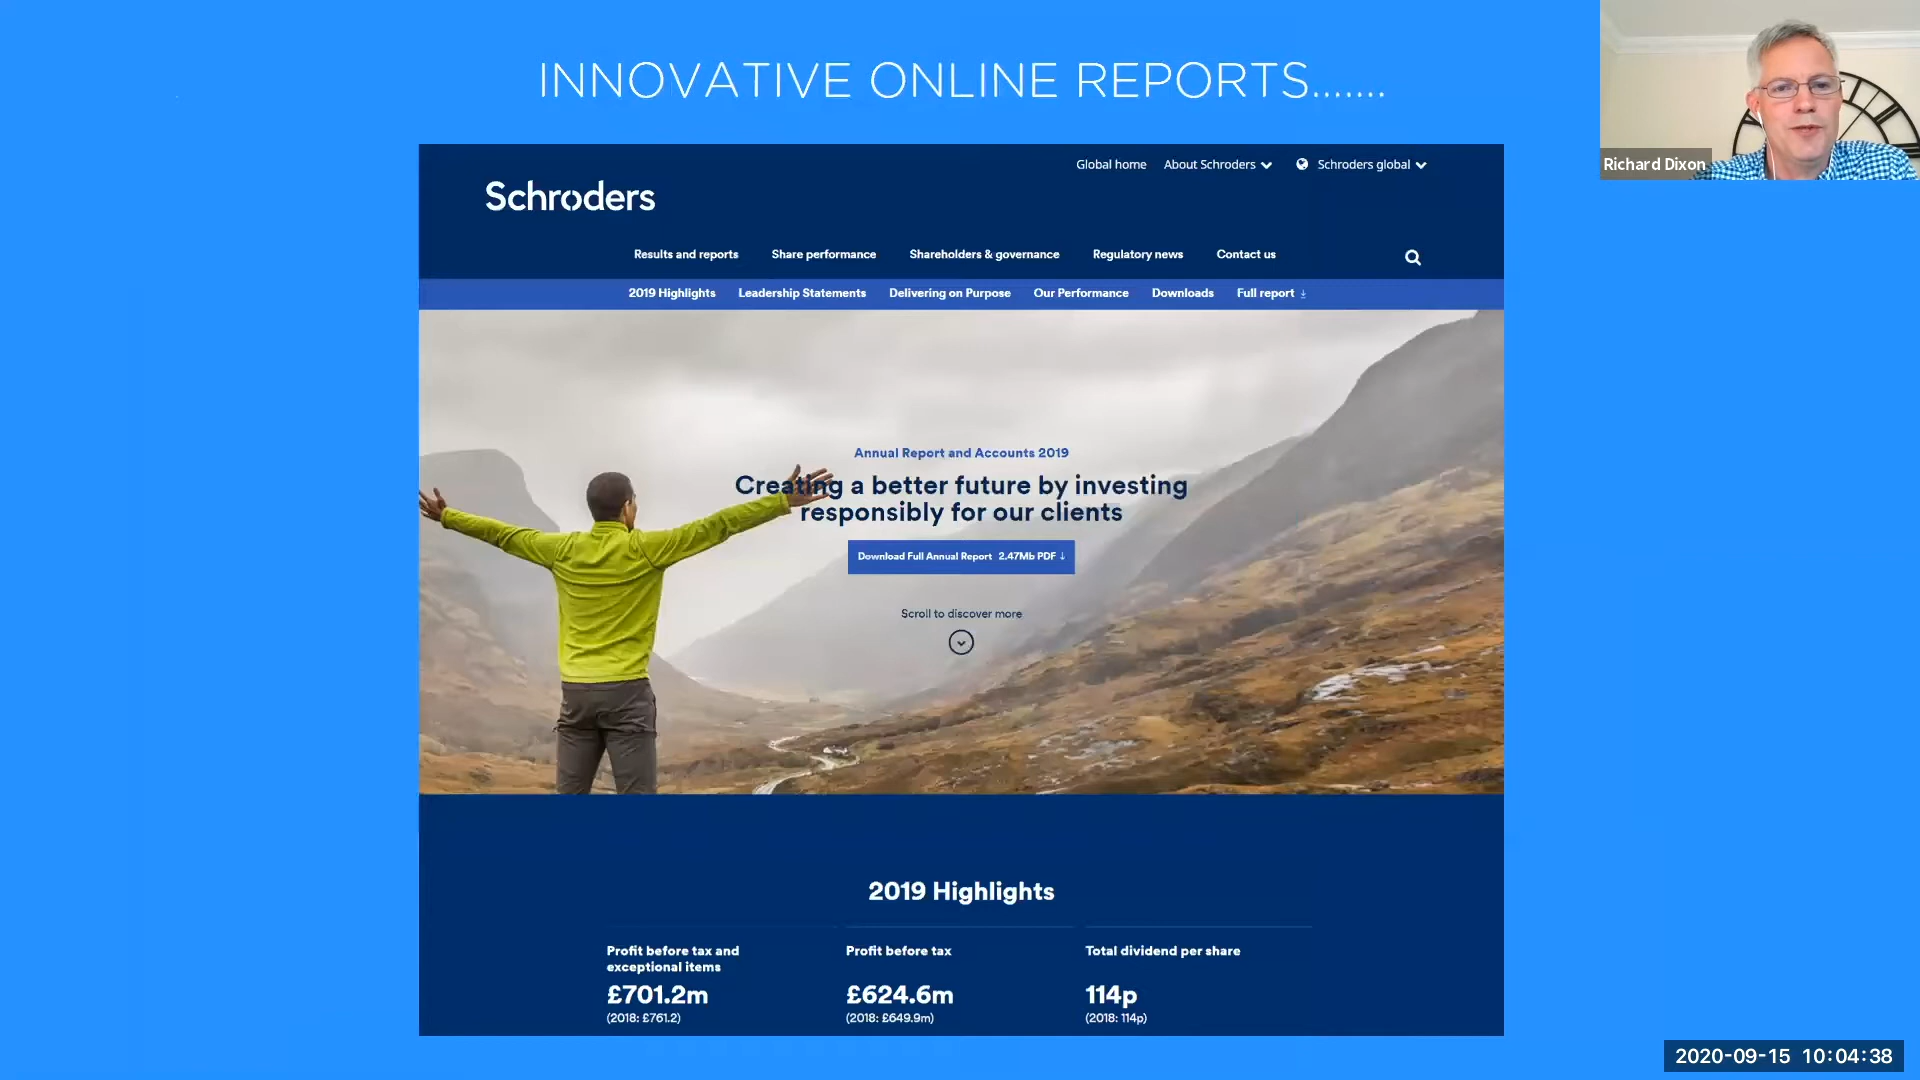 INNOVATIVE ONLINE REPORTS.......
Richard Dixon
Global home About Schroders Schroders global
Schroders
Results and reports Share performance Shareholders & governance Regulatory news Contact us
2019 Highlights Leadership Statements Delivering on Purpose Our Performance Downloads Full report
Annual Report and Accounts 2019
Creating a better future by investing
responsibly for our clients
Download Full Annual Report 2.47Mb PDF
Scroll to discover more
2019 Highlights
Profit before tax and
exceptional items
£701.2m
(2018: £761.2)
Profit before tax
£624.6m
(2018: £649.9m)
Total dividend per share
114p
(2018: 114p)
2020-09-15 10:04:38